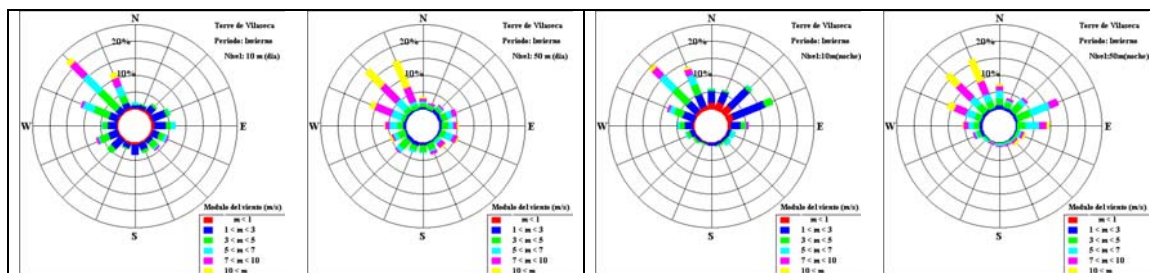 N
Torre de Vilaseca
Período: Invierno
Nivel: 10 m (día)
20%
10%
W
E
S
Modulo del viento (m/s)
m < 1
1 < m < 3
3 < m < 5
5 < m < 7
7 < m < 10
10 < m
N
Torre de Vilaseca
Período: Invierno
Nivel: 50 m (día)
20%
10%
W
E
S
Modulo del viento (m/s)
m < 1
1 < m < 3
3 < m < 5
5 < m < 7
7 < m < 10
10 < m
N
Torre de Vilaseca
Período: Invierno
Nivel:10m(noche)
20%
10%
W
E
S
Modulo del viento (m/s)
m < 1
1 < m < 3
3 < m < 5
5 < m < 7
7 < m < 10
10 < m
N
Torre de Vilaseca
Período: Invierno
Nivel:50m(noche)
20%
10%
W
E
S
Modulo del viento (m/s)
m < 1
1 < m < 3
3 < m < 5
5 < m < 7
7 < m < 10
10 < m